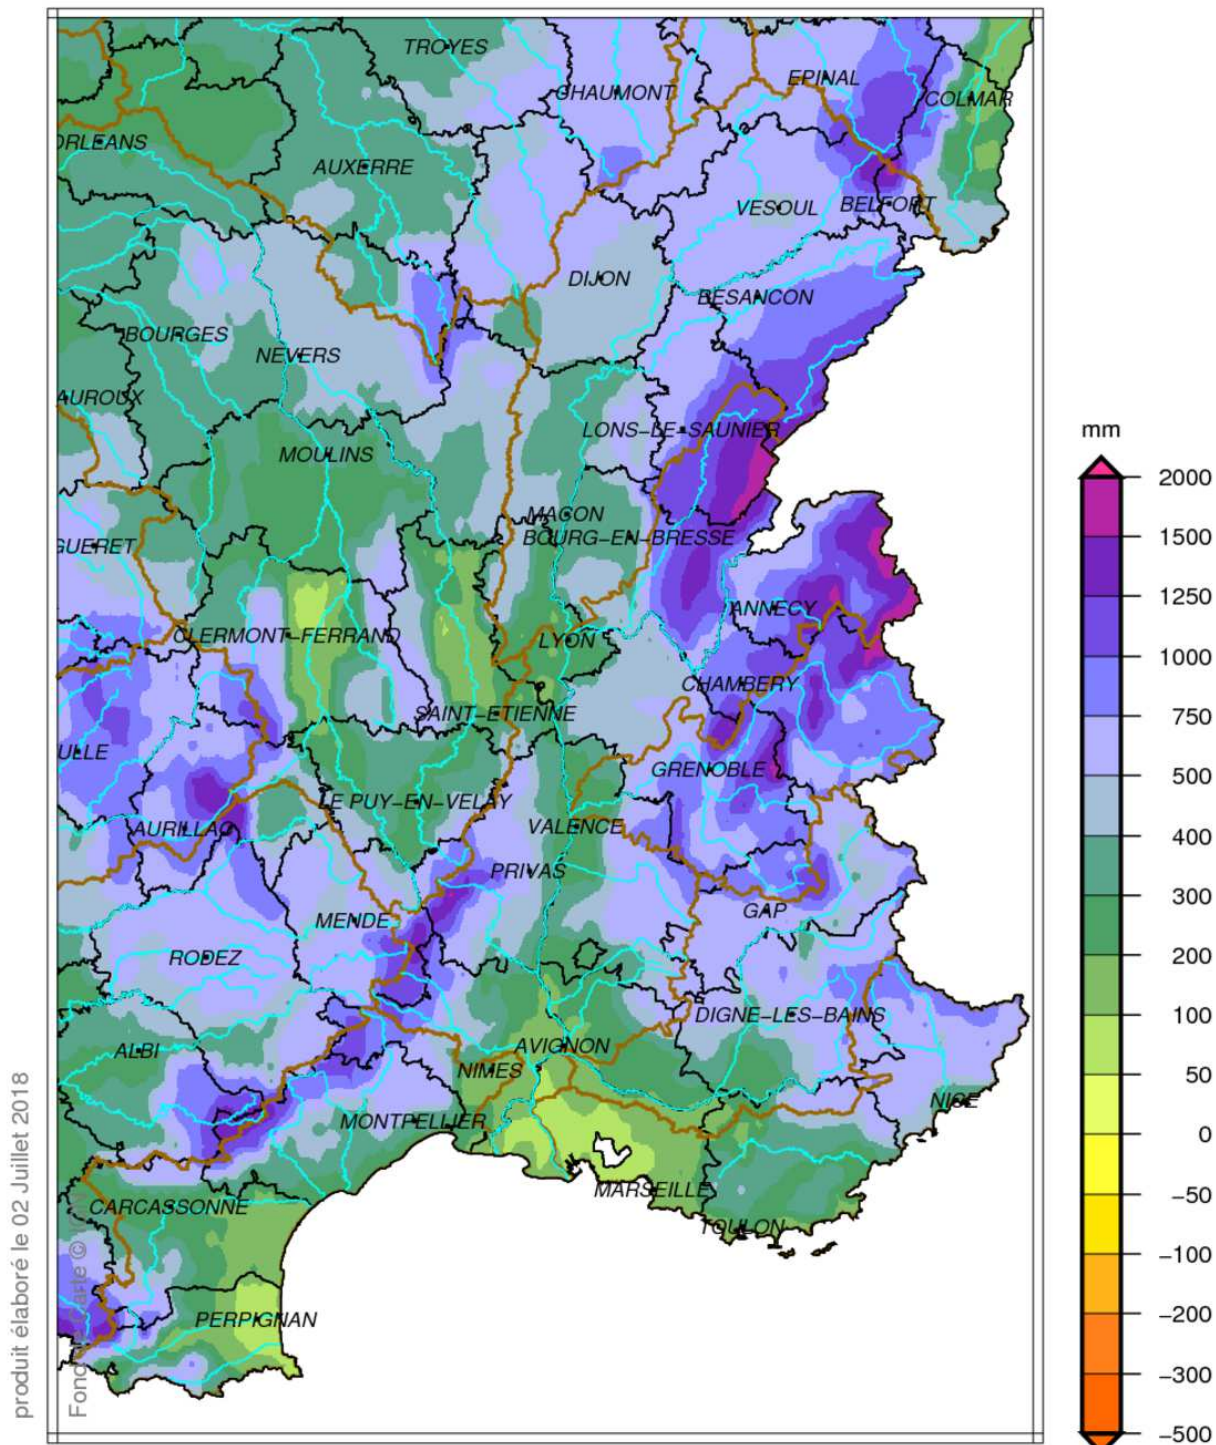 TROYES
CHAUMONT
EPINAL
COLMAR
ORLEANS
AUXERRE
VESOUL
BELFORT
DIJON
BESANCON
BOURGES
NEVERS
AUROUX
LONS-LE-SAUNIER
MOULINS
mm
2000
1500
1250
1000
750
500
400
300
200
100
50
0
-50
-100
-200
-300
-500
MACON
BOURG-EN-BRESSE
GUERET
ANNECY
CLERMONT-FERRAND
LYON
CHAMBERY
SAINT-ETIENNE
ULLE
GRENOBLE
LE PUY-EN-VELAY
AURILLAC
VALENCE
PRIVAS
GAP
MENDE
RODEZ
DIGNE-LES-BAINS
ALBI
AVIGNON
NIMES
NICE
MONTPELLIER
MARSEILLE
CARCASSONNE
TOULON
PERPIGNAN
produit élaboré le 02 Juillet 2018